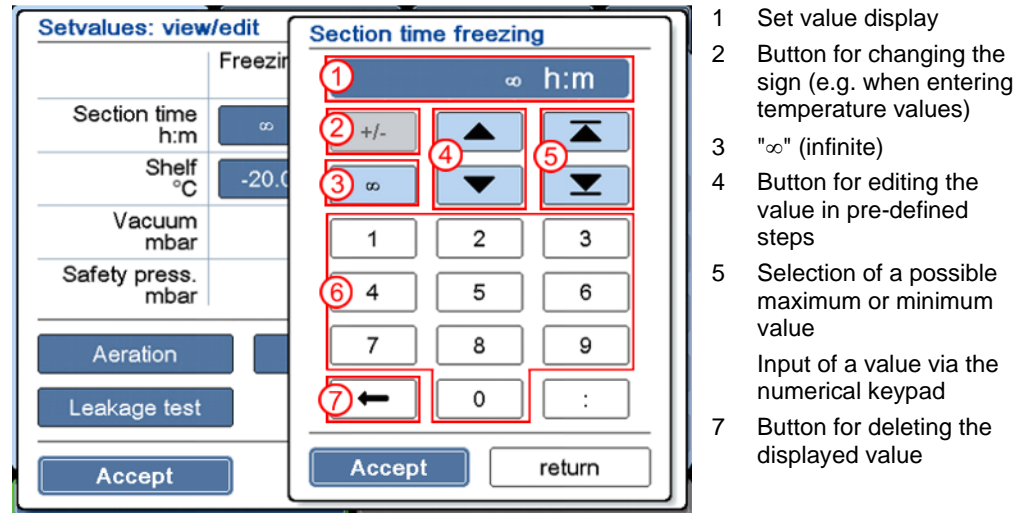 Setvalues: view/edit
Freezin
Section time
h:m
∞
Shelf
°C
-20.0
Vacuum
mbar
Safety press.
mbar
Aeration
Leakage test
Accept
Section time freezing
1 ∞ h:m
2 +/-
4
5
3 ∞
1 2 3
6 4 5 6
7 8 9
7 ← 0 :
Accept return
1 Set value display
2 Button for changing the
sign (e.g. when entering
temperature values)
3 "∞" (infinite)
4 Button for editing the
value in pre-defined
steps
5 Selection of a possible
maximum or minimum
value
Input of a value via the
numerical keypad
7 Button for deleting the
displayed value